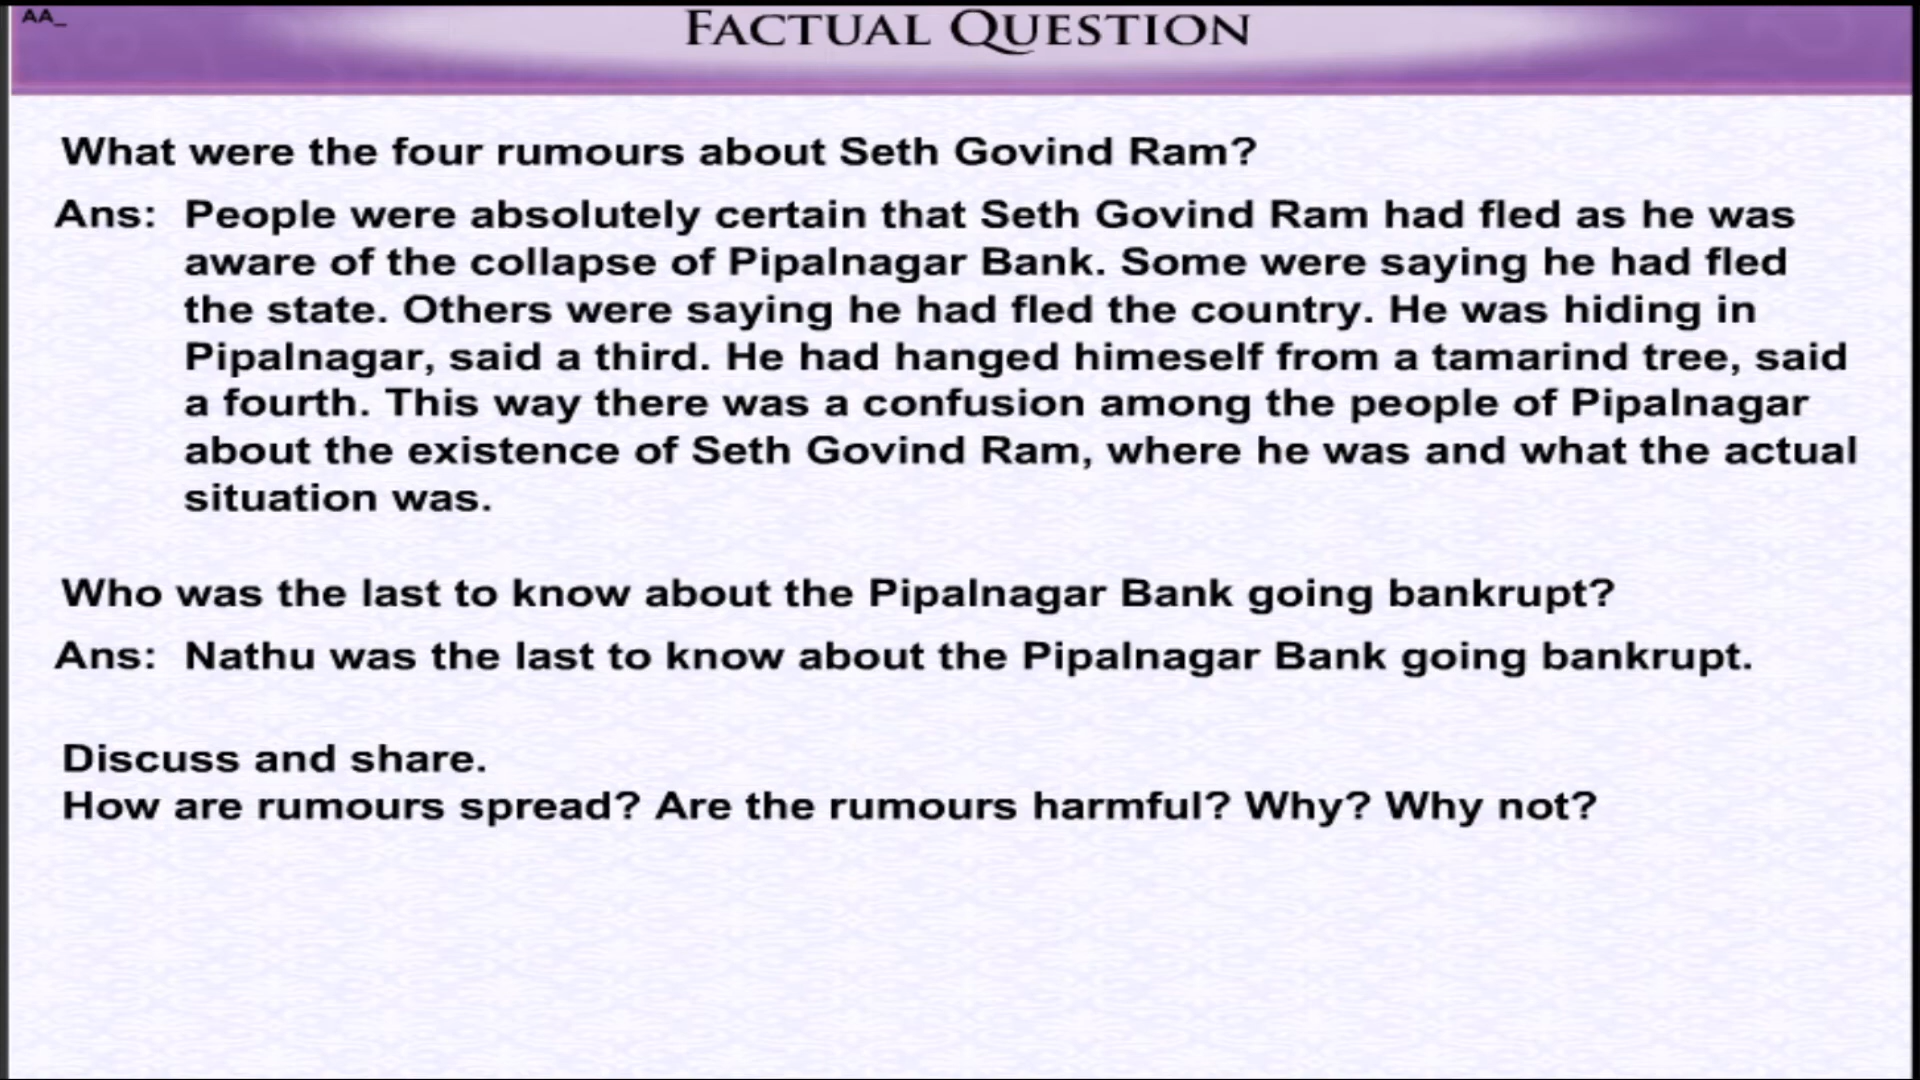 AA_
FACTUAL QUESTION
What were the four rumours about Seth Govind Ram?
Ans: People were absolutely certain that Seth Govind Ram had fled as he was
aware of the collapse of Pipalnagar Bank. Some were saying he had fled
the state. Others were saying he had fled the country. He was hiding in
Pipalnagar, said a third. He had hanged himeself from a tamarind tree, said
a fourth. This way there was a confusion among the people of Pipalnagar
about the existence of Seth Govind Ram, where he was and what the actual
situation was.
Who was the last to know about the Pipalnagar Bank going bankrupt?
Ans: Nathu was the last to know about the Pipalnagar Bank going bankrupt.
Discuss and share.
How are rumours spread? Are the rumours harmful? Why? Why not?